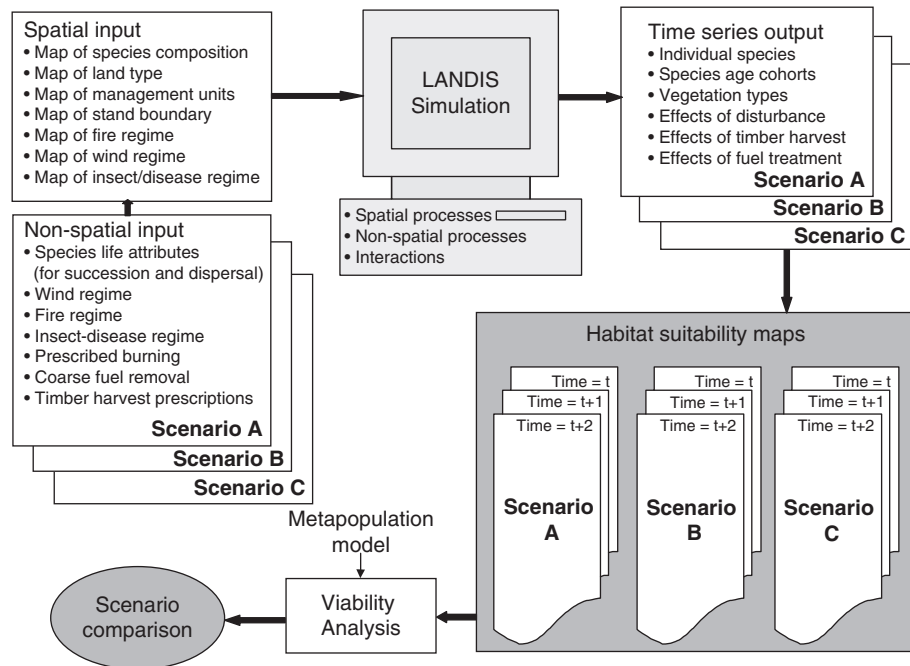 Spatial input
• Map of species composition
• Map of land type
• Map of management units
• Map of stand boundary
• Map of fire regime
• Map of wind regime
• Map of insect/disease regime
Non-spatial input
• Species life attributes
(for succession and dispersal)
• Wind regime
• Fire regime
• Insect-disease regime
• Prescribed burning
• Coarse fuel removal
• Timber harvest prescriptions
Scenario A
Scenario B
Scenario C
LANDIS
Simulation
• Spatial processes
• Non-spatial processes
• Interactions
Time series output
• Individual species
• Species age cohorts
• Vegetation types
• Effects of disturbance
• Effects of timber harvest
• Effects of fuel treatment
Scenario A
Scenario B
Scenario C
Habitat suitability maps
Time = t
Time = t+1
Time = t+2
Scenario
A
Time = t
Time = t+1
Time = t+2
Scenario
B
Time = t
Time = t+1
Time = t+2
Scenario
C
Metapopulation
model
Viability
Analysis
Scenario
comparison